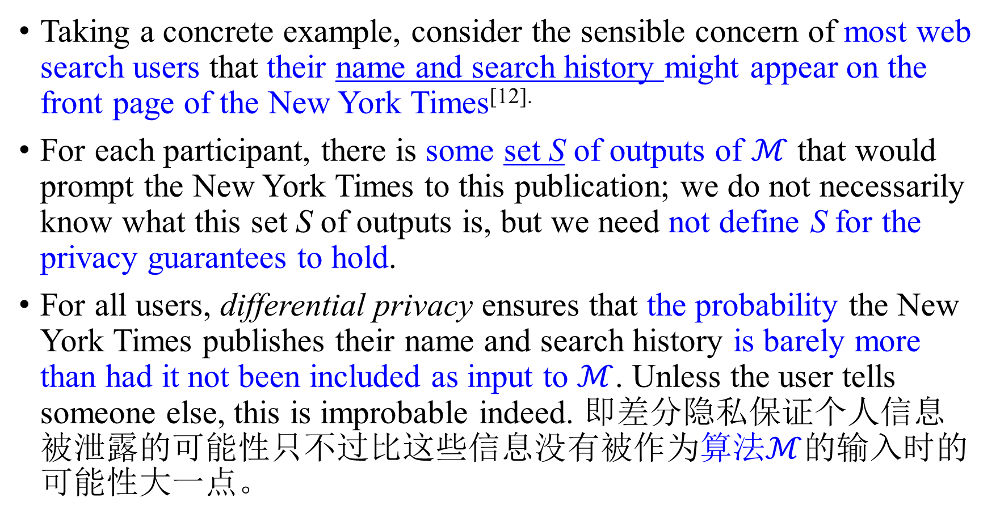 • Taking a concrete example, consider the sensible concern of most web
search users that their name and search history might appear on the
front page of the New York Times[12].
• For each participant, there is some set S of outputs of ℳ that would
prompt the New York Times to this publication; we do not necessarily
know what this set S of outputs is, but we need not define S for the
privacy guarantees to hold.
• For all users, differential privacy ensures that the probability the New
York Times publishes their name and search history is barely more
than had it not been included as input to ℳ. Unless the user tells
someone else, this is improbable indeed. 即差分隐私保证个人信息
被泄露的可能性只不过比这些信息没有被作为算法ℳ的输入时的
可能性大一点。